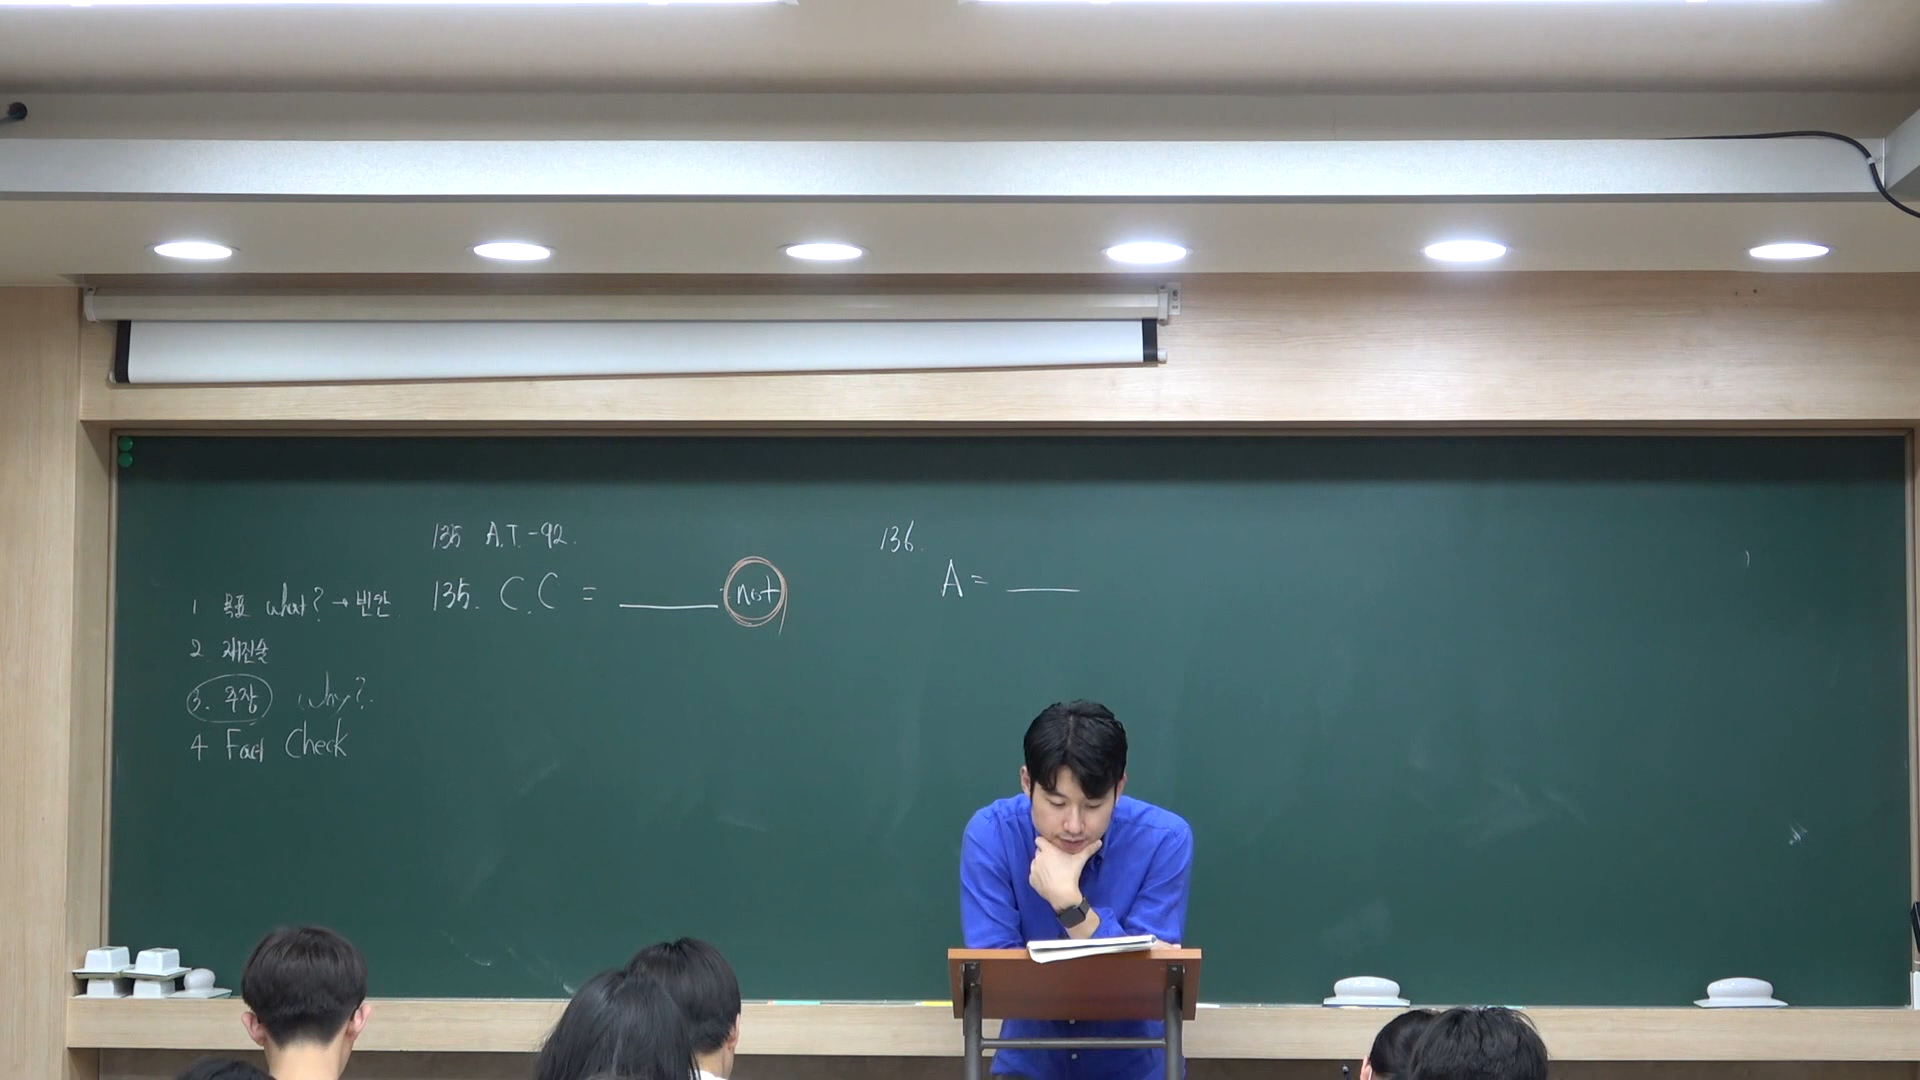 1 목표 what? → 빈칸
2 재진술
3. 주장 why?
4 Fact Check
135 A.T. -92.
135. C.C = ____ not
136.
A = ____